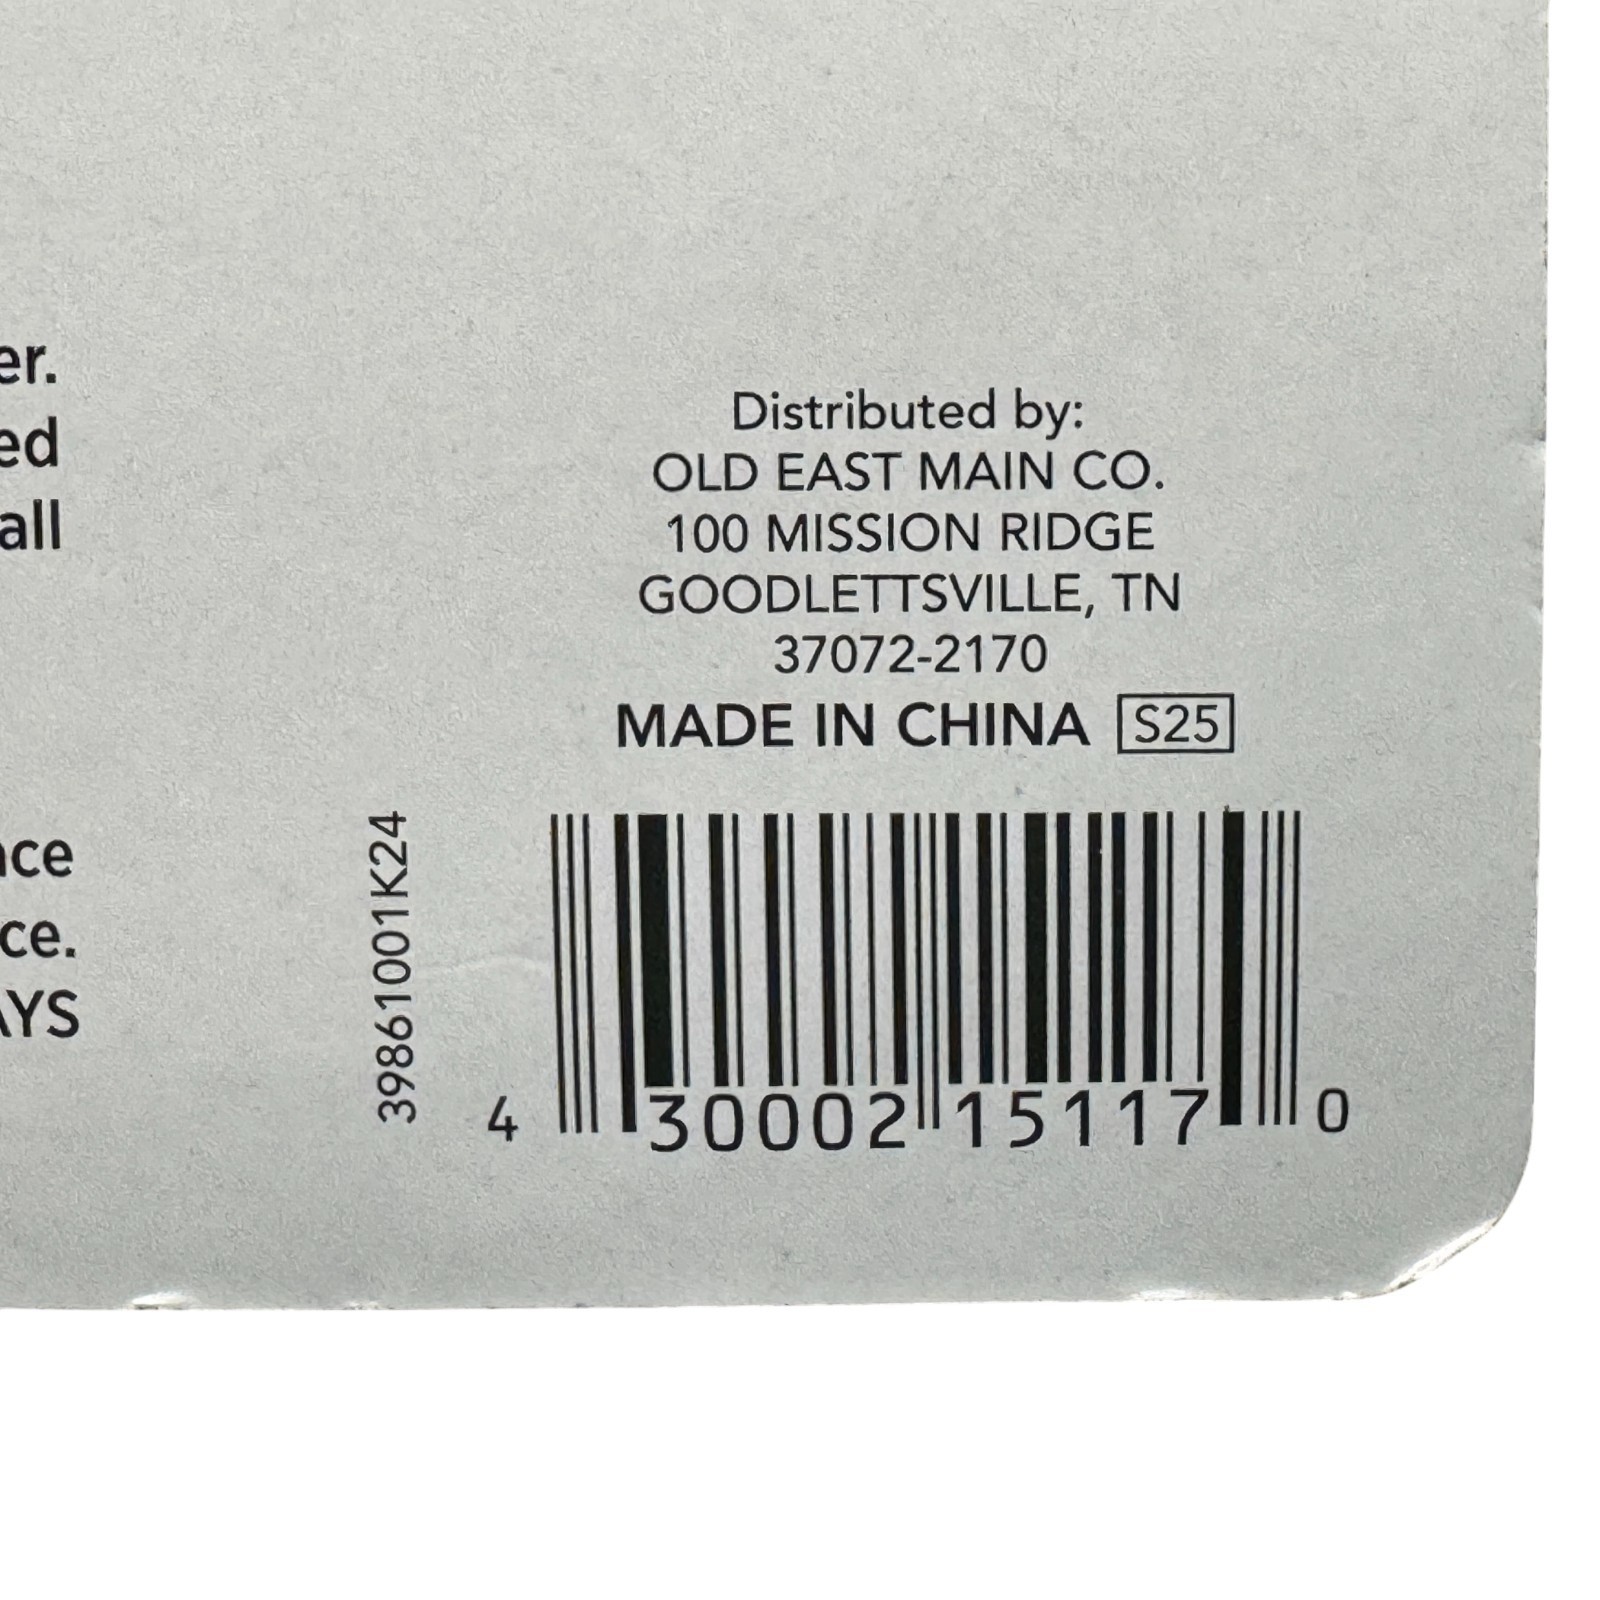 er.
ed
all
nce
ce.
AYS
Distributed by:
OLD EAST MAIN CO.
100 MISSION RIDGE
GOODLETTSVILLE, TN
37072-2170
MADE IN CHINA S25
39861001K24
4 30002 15117 0